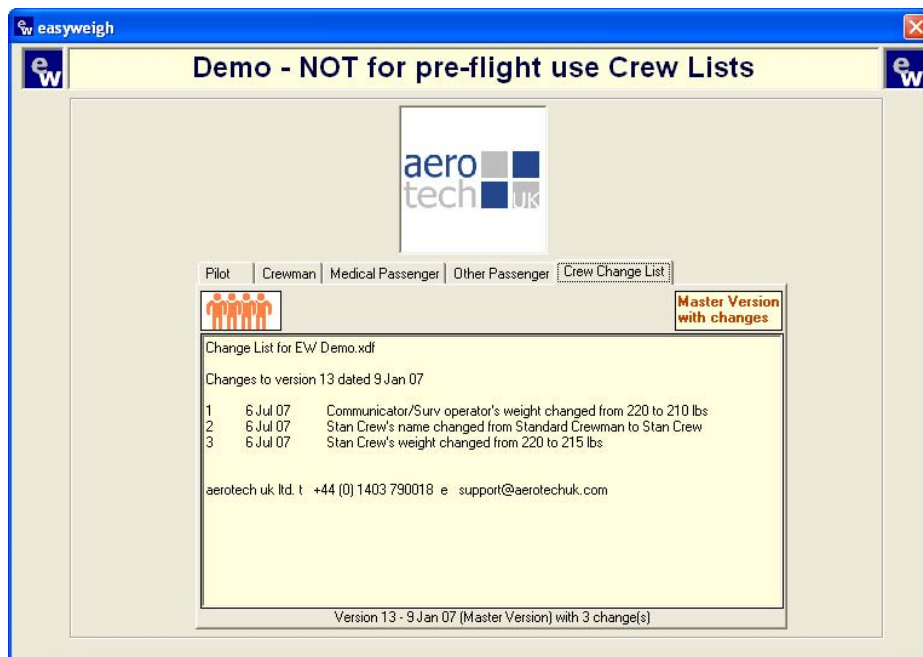 ew easyweigh
ew
Demo - NOT for pre-flight use Crew Lists
ew
aero
tech UK
Pilot Crewman Medical Passenger Other Passenger Crew Change List
Master Version
with changes
Change List for EW Demo.xdf
Changes to version 13 dated 9 Jan 07
1 6 Jul 07 Communicator/Surv operator's weight changed from 220 to 210 lbs
2 6 Jul 07 Stan Crew's name changed from Standard Crewman to Stan Crew
3 6 Jul 07 Stan Crew's weight changed from 220 to 215 lbs
aerotech uk ltd. t +44 (0) 1403 790018 e support@aerotechuk.com
Version 13 - 9 Jan 07 (Master Version) with 3 change(s)